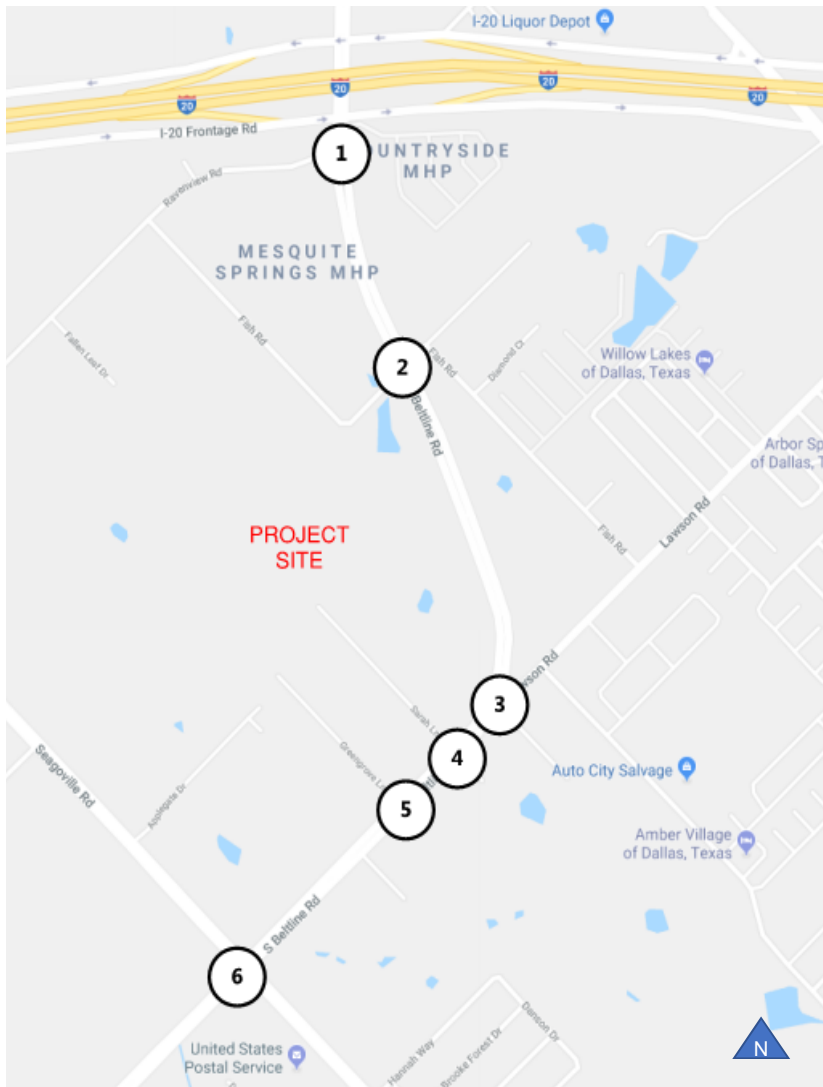 I-20 Liquor Depot
20
20
20
20
I-20 Frontage Rd
1
UNTRYSIDE
MHP
Ravenview Rd
MESQUITE
SPRINGS MHP
Fish Rd
Fallen Leaf Dr
2
Fish Rd
Diamond Ct
Willow Lakes
of Dallas, Texas
Beltline Rd
Arbor Sp
of Dallas, T
Lawson Rd
PROJECT
SITE
Fish Rd
wson Rd
3
Sarah L
4
Greengrove L
5
Auto City Salvage
Seagoville Rd
Applegate Dr
Amber Village
of Dallas, Texas
S Beltline Rd
6
United States
Postal Service
Hannah Way
Brooke Forest Dr
Danson Dr
N